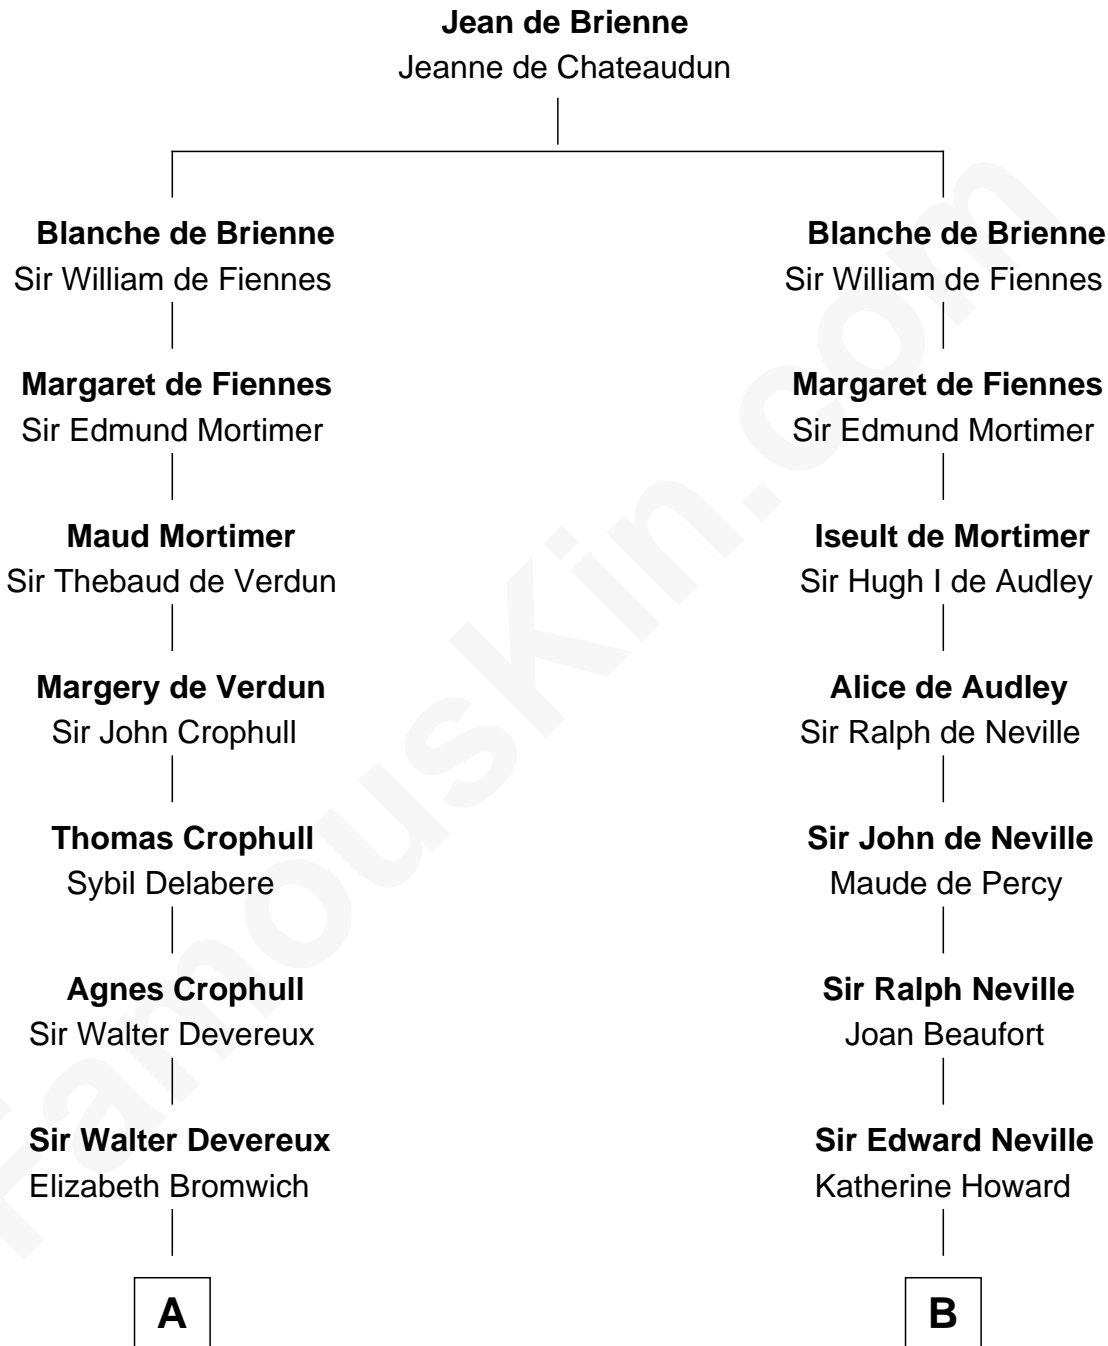 Jean de Brienne
Jeanne de Chateaudun
Blanche de Brienne
Sir William de Fiennes
Margaret de Fiennes
Sir Edmund Mortimer
Maud Mortimer
Sir Thebaud de Verdun
Margery de Verdun
Sir John Crophull
Thomas Crophull
Sybil Delabere
Agnes Crophull
Sir Walter Devereux
Sir Walter Devereux
Elizabeth Bromwich
A
Blanche de Brienne
Sir William de Fiennes
Margaret de Fiennes
Sir Edmund Mortimer
Iseult de Mortimer
Sir Hugh I de Audley
Alice de Audley
Sir Ralph de Neville
Sir John de Neville
Maude de Percy
Sir Ralph Neville
Joan Beaufort
Sir Edward Neville
Katherine Howard
B
FamousKin.com